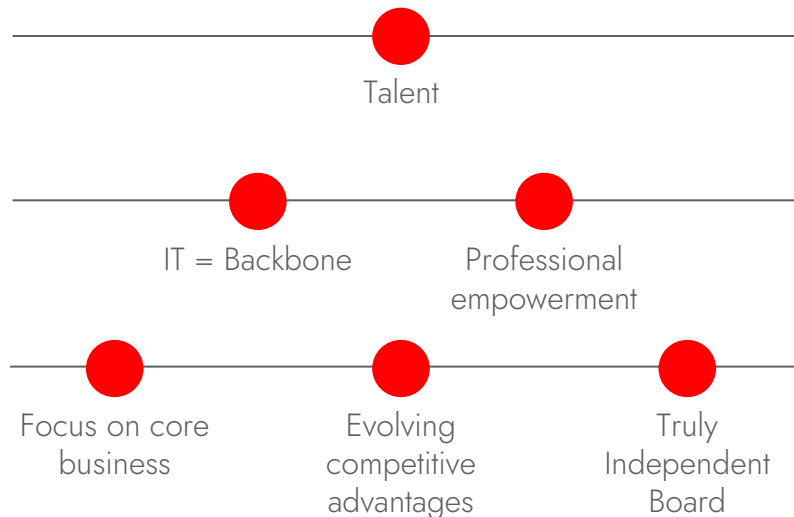 Talent
IT = Backbone
Professional
empowerment
Focus on core
business
Evolving
competitive
advantages
Truly
Independent
Board